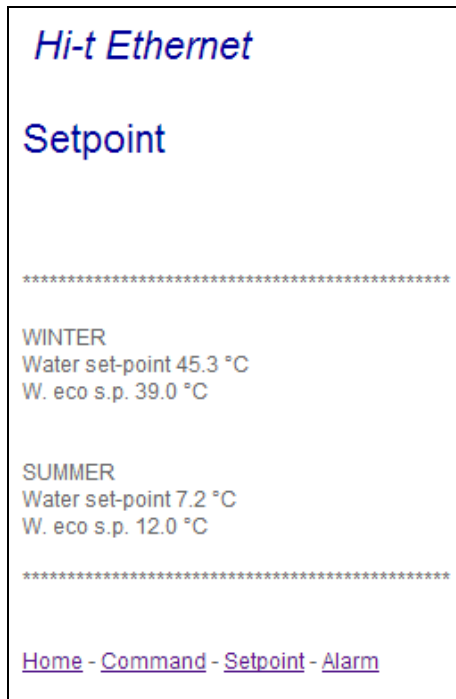 Hi-t Ethernet
Setpoint
************************************************
WINTER
Water set-point 45.3 °C
W. eco s.p. 39.0 °C
SUMMER
Water set-point 7.2 °C
W. eco s.p. 12.0 °C
************************************************
Home - Command - Setpoint - Alarm